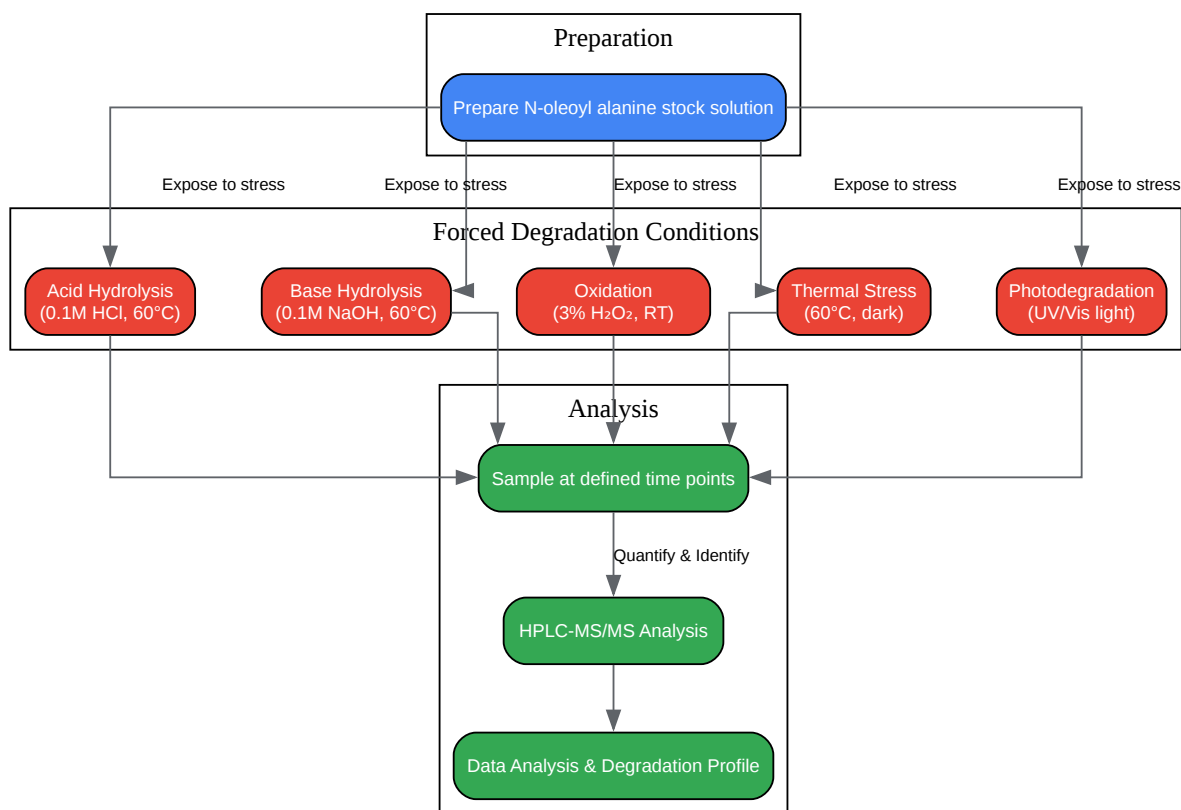 Preparation
Prepare N-oleoyl alanine stock solution
Expose to stress
Expose to stress
Expose to stress
Expose to stress
Expose to stress
Forced Degradation Conditions
Acid Hydrolysis
(0.1M HCl, 60°C)
Base Hydrolysis
(0.1M NaOH, 60°C)
Oxidation
(3% H₂O₂, RT)
Thermal Stress
(60°C, dark)
Photodegradation
(UV/Vis light)
Analysis
Sample at defined time points
Quantify & Identify
HPLC-MS/MS Analysis
Data Analysis & Degradation Profile